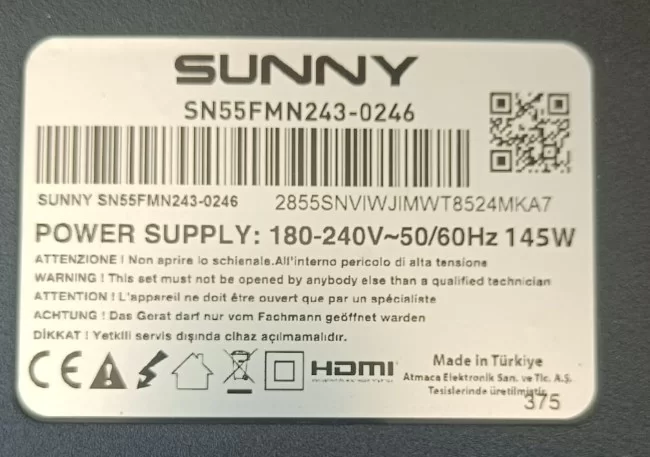 SUNNY
SN55FMN243-0246
SUNNY SN55FMN243-0246 2855SNVIWJIMWT8524MKA7
POWER SUPPLY: 180-240V~50/60Hz 145W
ATTENZIONE ! Non aprire lo schienale.All'interno pericolo di alta tensione
WARNING ! This set must not be opened by anybody else than a qualified technician
ATTENTION ! L'appareil ne doit être ouvert que par un spécialiste
ACHTUNG ! Das Gerat darf nur vom Fachmann geöffnet warden
DİKKAT ! Yetkili servis dışında cihaz açılmamalıdır.
CE HDMI Made in Türkiye
Atmaca Elektronik San. ve Tic. A.Ş.
Tesislerinde üretilmiştir.
375